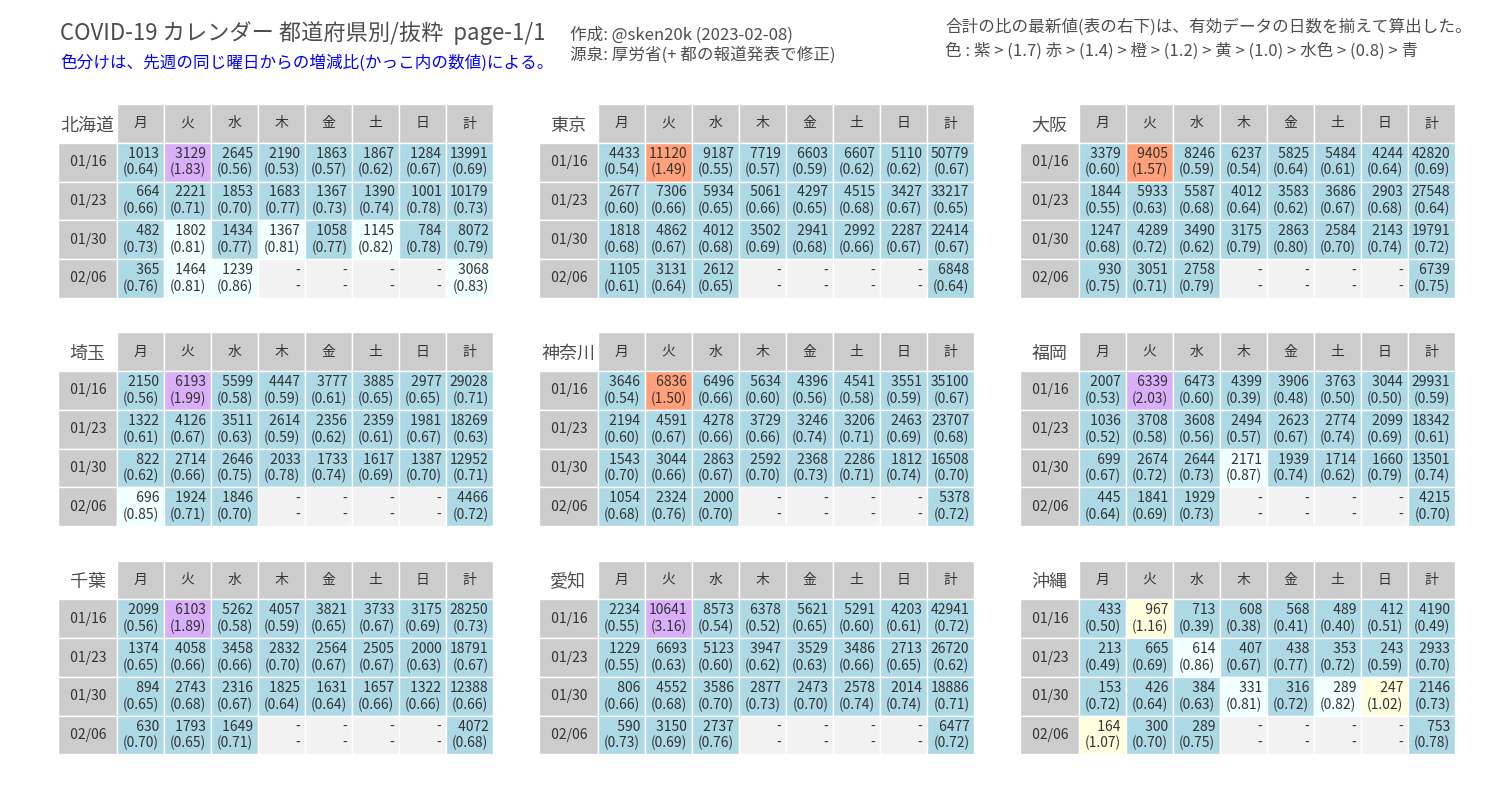 COVID-19 カレンダー 都道府県別/抜粋 page-1/1
色分けは、先週の同じ曜日からの増減比(かっこ内の数値)による。
作成: @sken20k (2023-02-08)
源泉: 厚労省(+ 都の報道発表で修正)
合計の比の最新値(表の右下)は、有効データの日数を揃えて算出した。
色 : 紫 > (1.7) 赤 > (1.4) > 橙 > (1.2) > 黄 > (1.0) > 水色 > (0.8) > 青
北海道 月 火 水 木 金 土 日 計
01/16 1013 3129 2645 2190 1863 1867 1284 13991
(0.64) (1.83) (0.56) (0.53) (0.57) (0.62) (0.67) (0.69)
01/23 664 2221 1853 1683 1367 1390 1001 10179
(0.66) (0.71) (0.70) (0.77) (0.73) (0.74) (0.78) (0.73)
01/30 482 1802 1434 1367 1058 1145 784 8072
(0.73) (0.81) (0.77) (0.81) (0.77) (0.82) (0.78) (0.79)
02/06 365 1464 1239 - - - - 3068
(0.76) (0.81) (0.86) - - - - (0.83)
東京 月 火 水 木 金 土 日 計
01/16 4433 11120 9187 7719 6603 6607 5110 50779
(0.54) (1.49) (0.55) (0.57) (0.59) (0.62) (0.62) (0.67)
01/23 2677 7306 5934 5061 4297 4515 3427 33217
(0.60) (0.66) (0.65) (0.66) (0.65) (0.68) (0.67) (0.65)
01/30 1818 4862 4012 3502 2941 2992 2287 22414
(0.68) (0.67) (0.68) (0.69) (0.68) (0.66) (0.67) (0.67)
02/06 1105 3131 2612 - - - - 6848
(0.61) (0.64) (0.65) - - - - (0.64)
大阪 月 火 水 木 金 土 日 計
01/16 3379 9405 8246 6237 5825 5484 4244 42820
(0.60) (1.57) (0.59) (0.54) (0.64) (0.61) (0.64) (0.69)
01/23 1844 5933 5587 4012 3583 3686 2903 27548
(0.55) (0.63) (0.68) (0.64) (0.62) (0.67) (0.68) (0.64)
01/30 1247 4289 3490 3175 2863 2584 2143 19791
(0.68) (0.72) (0.62) (0.79) (0.80) (0.70) (0.74) (0.72)
02/06 930 3051 2758 - - - - 6739
(0.75) (0.71) (0.79) - - - - (0.75)
埼玉 月 火 水 木 金 土 日 計
01/16 2150 6193 5599 4447 3777 3885 2977 29028
(0.56) (1.99) (0.58) (0.59) (0.61) (0.65) (0.65) (0.71)
01/23 1322 4126 3511 2614 2356 2359 1981 18269
(0.61) (0.67) (0.63) (0.59) (0.62) (0.61) (0.67) (0.63)
01/30 822 2714 2646 2033 1733 1617 1387 12952
(0.62) (0.66) (0.75) (0.78) (0.74) (0.69) (0.70) (0.71)
02/06 696 1924 1846 - - - - 4466
(0.85) (0.71) (0.70) - - - - (0.72)
神奈川 月 火 水 木 金 土 日 計
01/16 3646 6836 6496 5634 4396 4541 3551 35100
(0.54) (1.50) (0.66) (0.60) (0.56) (0.58) (0.59) (0.67)
01/23 2194 4591 4278 3729 3246 3206 2463 23707
(0.60) (0.67) (0.66) (0.66) (0.74) (0.71) (0.69) (0.68)
01/30 1543 3044 2863 2592 2368 2286 1812 16508
(0.70) (0.66) (0.67) (0.70) (0.73) (0.71) (0.74) (0.70)
02/06 1054 2324 2000 - - - - 5378
(0.68) (0.76) (0.70) - - - - (0.72)
福岡 月 火 水 木 金 土 日 計
01/16 2007 6339 6473 4399 3906 3763 3044 29931
(0.53) (2.03) (0.60) (0.39) (0.48) (0.50) (0.50) (0.59)
01/23 1036 3708 3608 2494 2623 2774 2099 18342
(0.52) (0.58) (0.56) (0.57) (0.67) (0.74) (0.69) (0.61)
01/30 699 2674 2644 2171 1939 1714 1660 13501
(0.67) (0.72) (0.73) (0.87) (0.74) (0.62) (0.79) (0.74)
02/06 445 1841 1929 - - - - 4215
(0.64) (0.69) (0.73) - - - - (0.70)
千葉 月 火 水 木 金 土 日 計
01/16 2099 6103 5262 4057 3821 3733 3175 28250
(0.56) (1.89) (0.58) (0.59) (0.65) (0.67) (0.69) (0.73)
01/23 1374 4058 3458 2832 2564 2505 2000 18791
(0.65) (0.66) (0.66) (0.70) (0.67) (0.67) (0.63) (0.67)
01/30 894 2743 2316 1825 1631 1657 1322 12388
(0.65) (0.68) (0.67) (0.64) (0.64) (0.66) (0.66) (0.66)
02/06 630 1793 1649 - - - - 4072
(0.70) (0.65) (0.71) - - - - (0.68)
愛知 月 火 水 木 金 土 日 計
01/16 2234 10641 8573 6378 5621 5291 4203 42941
(0.55) (3.16) (0.54) (0.52) (0.65) (0.60) (0.61) (0.72)
01/23 1229 6693 5123 3947 3529 3486 2713 26720
(0.55) (0.63) (0.60) (0.62) (0.63) (0.66) (0.65) (0.62)
01/30 806 4552 3586 2877 2473 2578 2014 18886
(0.66) (0.68) (0.70) (0.73) (0.70) (0.74) (0.74) (0.71)
02/06 590 3150 2737 - - - - 6477
(0.73) (0.69) (0.76) - - - - (0.72)
沖縄 月 火 水 木 金 土 日 計
01/16 433 967 713 608 568 489 412 4190
(0.50) (1.16) (0.39) (0.38) (0.41) (0.40) (0.51) (0.49)
01/23 213 665 614 407 438 353 243 2933
(0.49) (0.69) (0.86) (0.67) (0.77) (0.72) (0.59) (0.70)
01/30 153 426 384 331 316 289 247 2146
(0.72) (0.64) (0.63) (0.81) (0.72) (0.82) (1.02) (0.73)
02/06 164 300 289 - - - - 753
(1.07) (0.70) (0.75) - - - - (0.78)